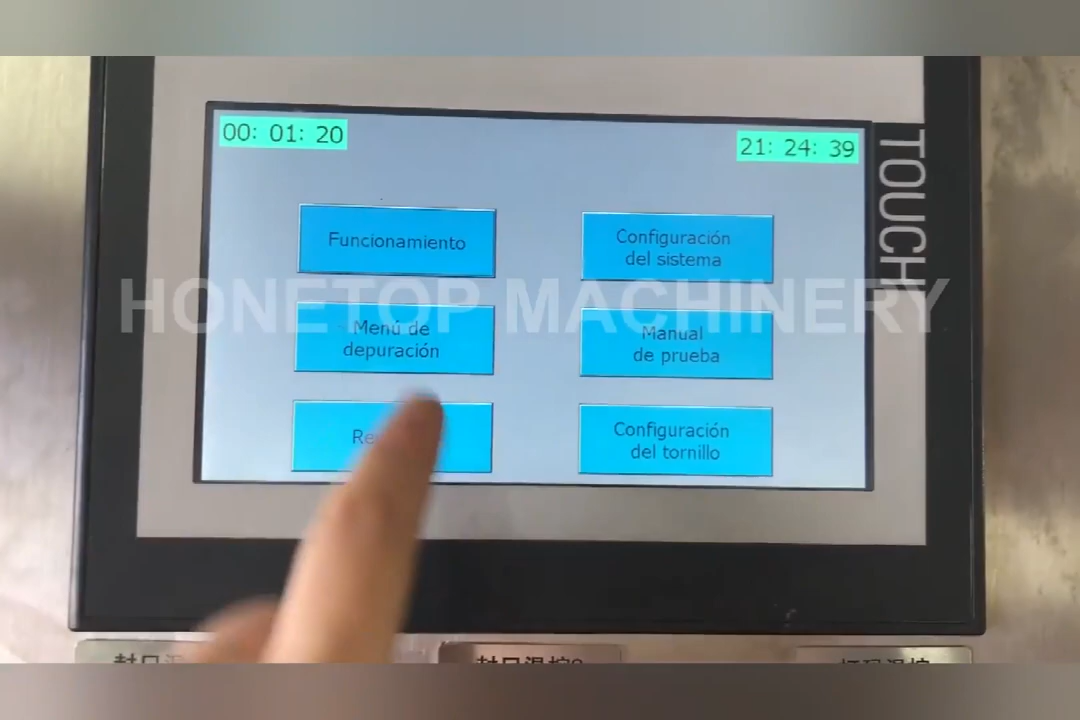 00: 01: 20
21: 24: 39
Funcionamiento
Configuración
del sistema
TOUCH
HONETOP MACHINERY
Menú de
depuración
Manual
de prueba
Configuración
del tornillo